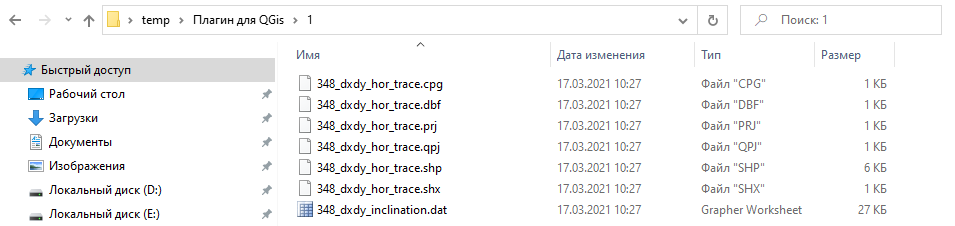 temp Плагин для QGis 1 Поиск: 1
Имя Дата изменения Тип Размер
Быстрый доступ
Рабочий стол
Загрузки
Документы
Изображения
Локальный диск (D:)
Локальный диск (E:)
348_dxdy_hor_trace.cpg 17.03.2021 10:27 Файл "CPG" 1 КБ
348_dxdy_hor_trace.dbf 17.03.2021 10:27 Файл "DBF" 1 КБ
348_dxdy_hor_trace.prj 17.03.2021 10:27 Файл "PRJ" 1 КБ
348_dxdy_hor_trace.qpj 17.03.2021 10:27 Файл "QPJ" 1 КБ
348_dxdy_hor_trace.shp 17.03.2021 10:27 Файл "SHP" 6 КБ
348_dxdy_hor_trace.shx 17.03.2021 10:27 Файл "SHX" 1 КБ
348_dxdy_inclination.dat 17.03.2021 10:27 Grapher Worksheet 27 КБ